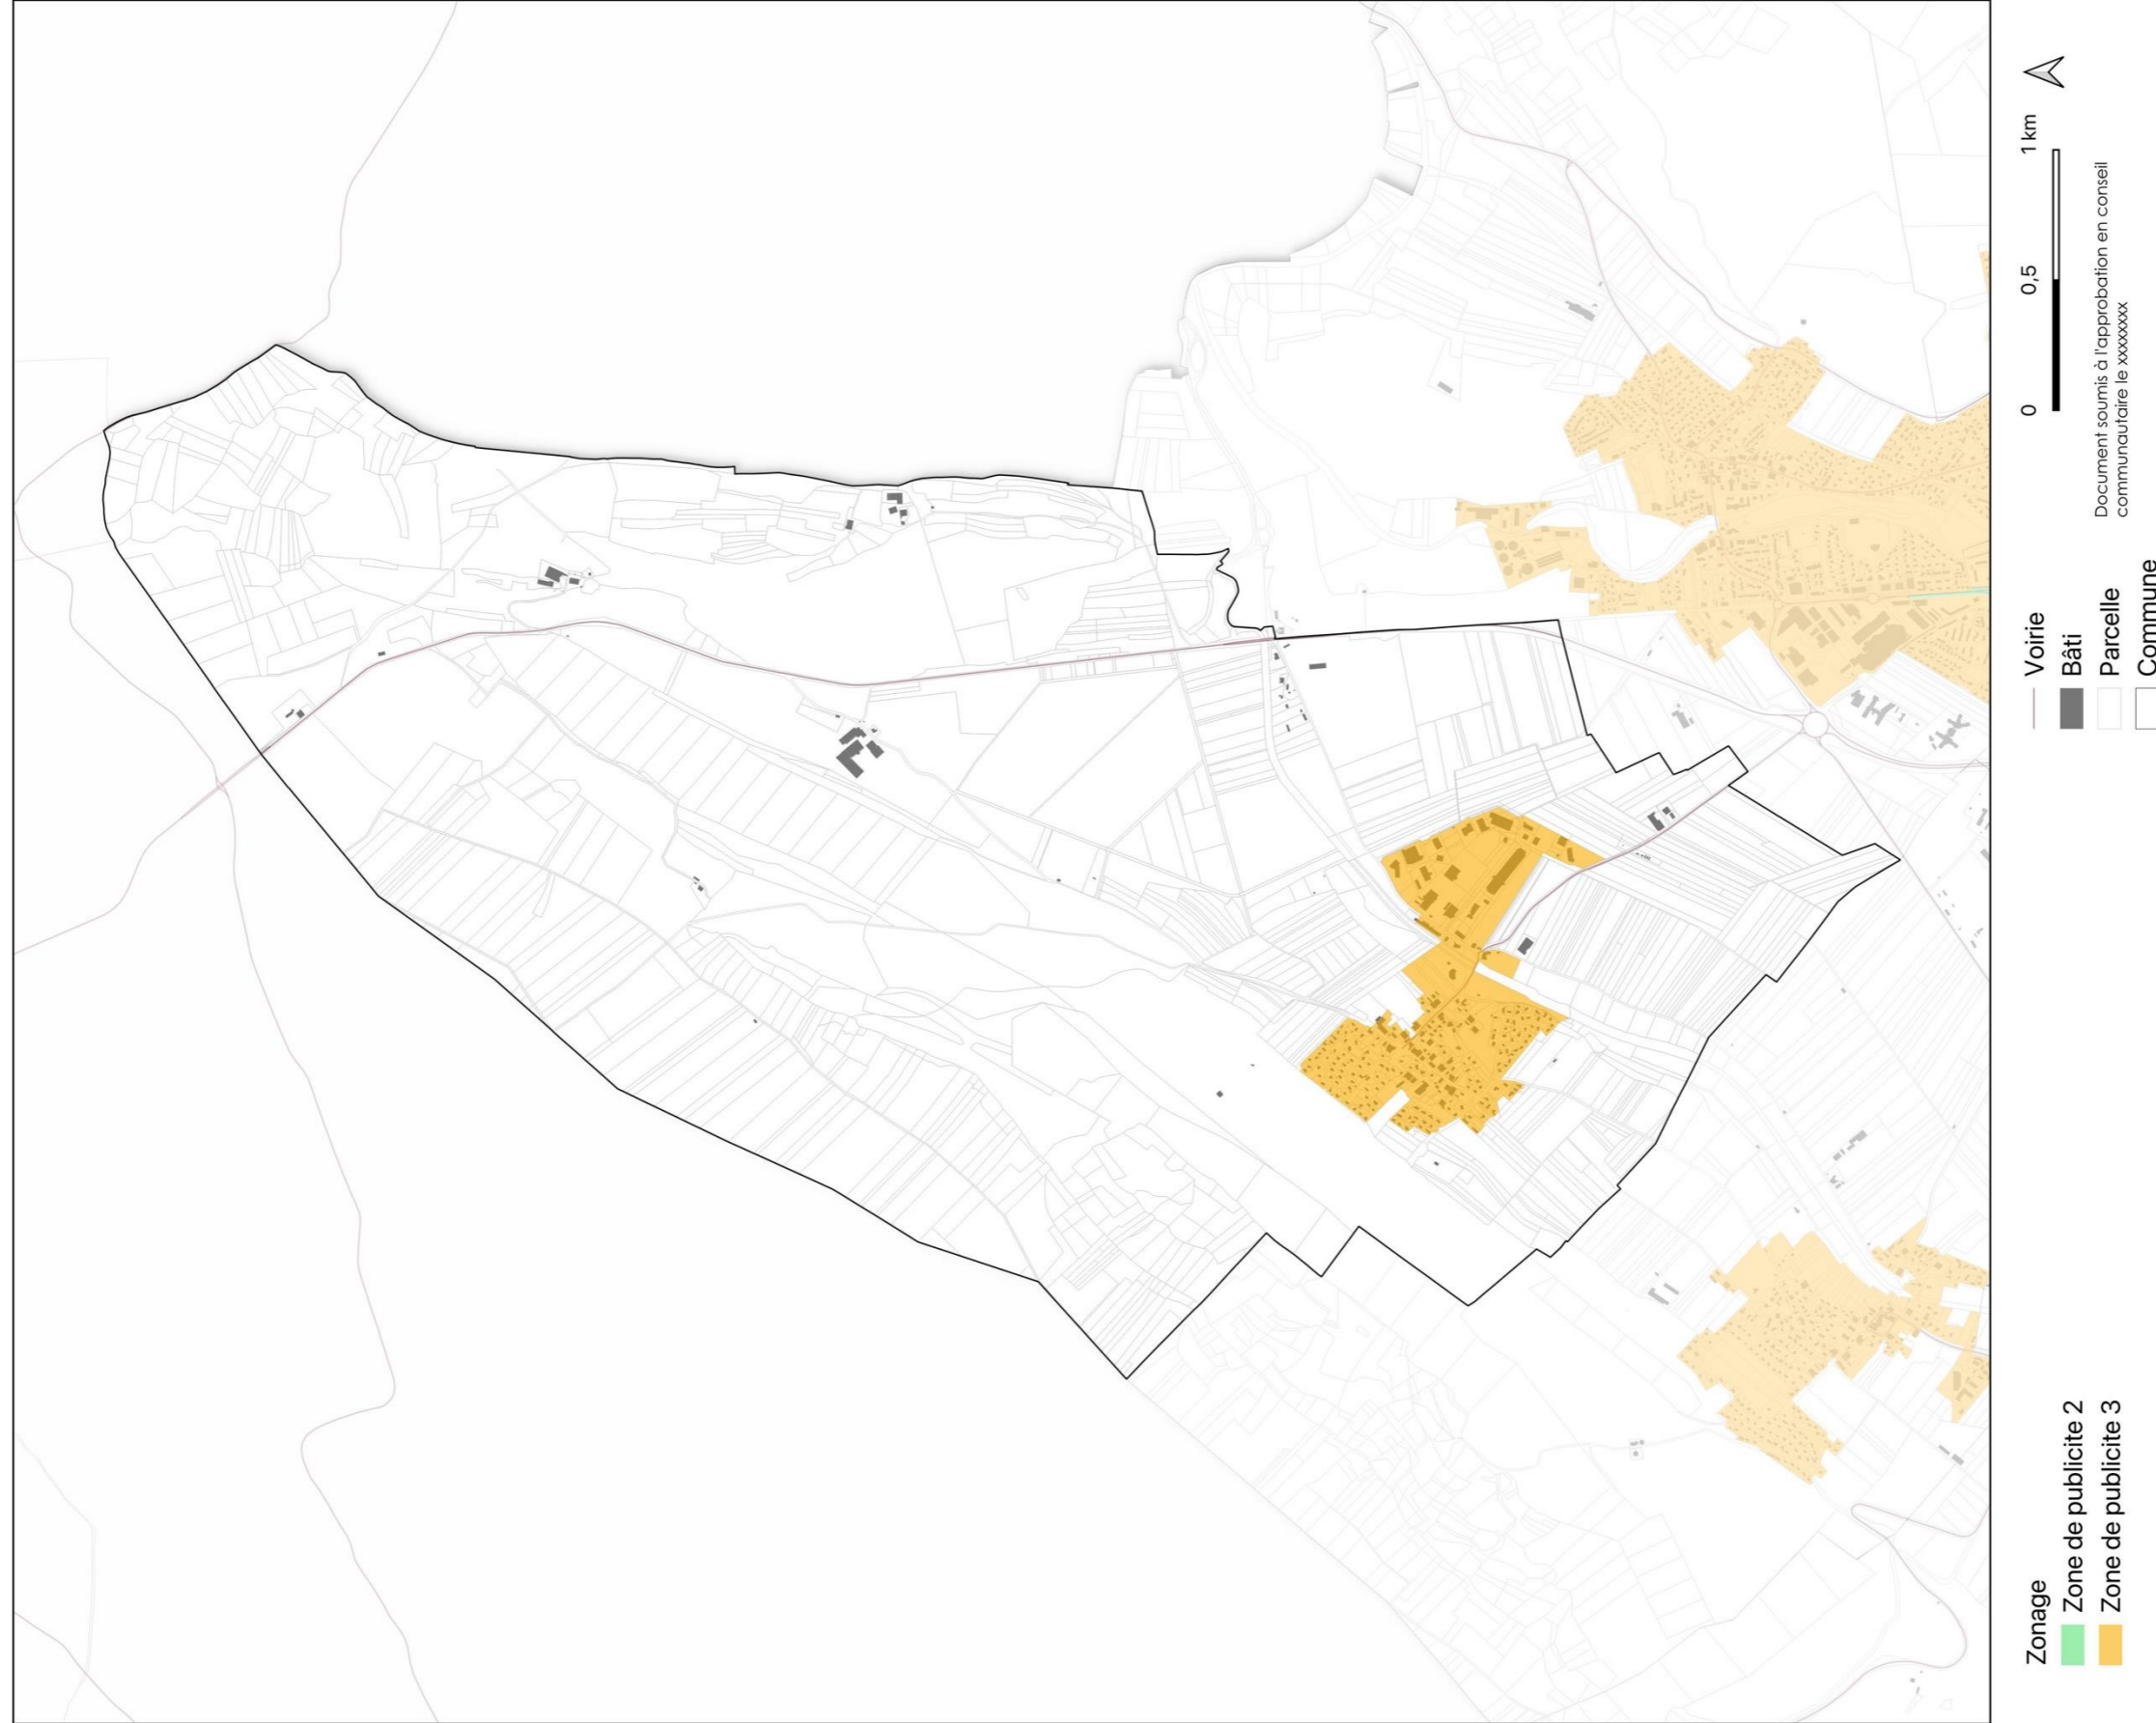 Zonage
Zone de publicite 2
Zone de publicite 3
Voirie
Bâti
Parcelle
Commune
0
0,5
1 km
Document soumis à l'approbation en conseil
communautaire le xxxxxxxx